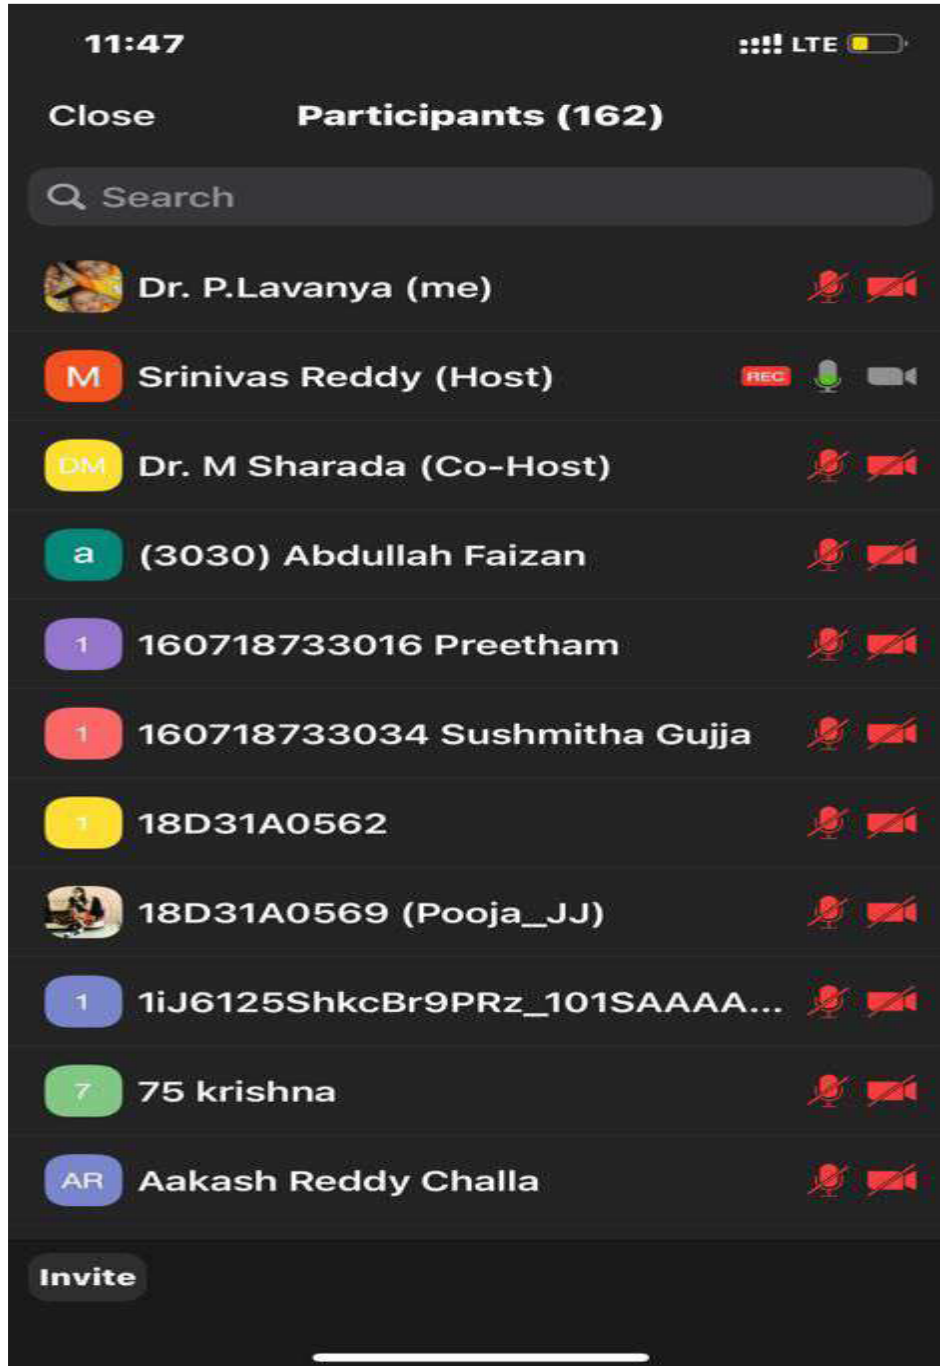 11:47 LTE
Close Participants (162)
Search
Dr. P.Lavanya (me)
M Srinivas Reddy (Host) REC
DM Dr. M Sharada (Co-Host)
a (3030) Abdullah Faizan
1 160718733016 Preetham
1 160718733034 Sushmitha Gujja
1 18D31A0562
18D31A0569 (Pooja_JJ)
1 1iJ6125ShkcBr9PRz_101SAAAA...
7 75 krishna
AR Aakash Reddy Challa
Invite